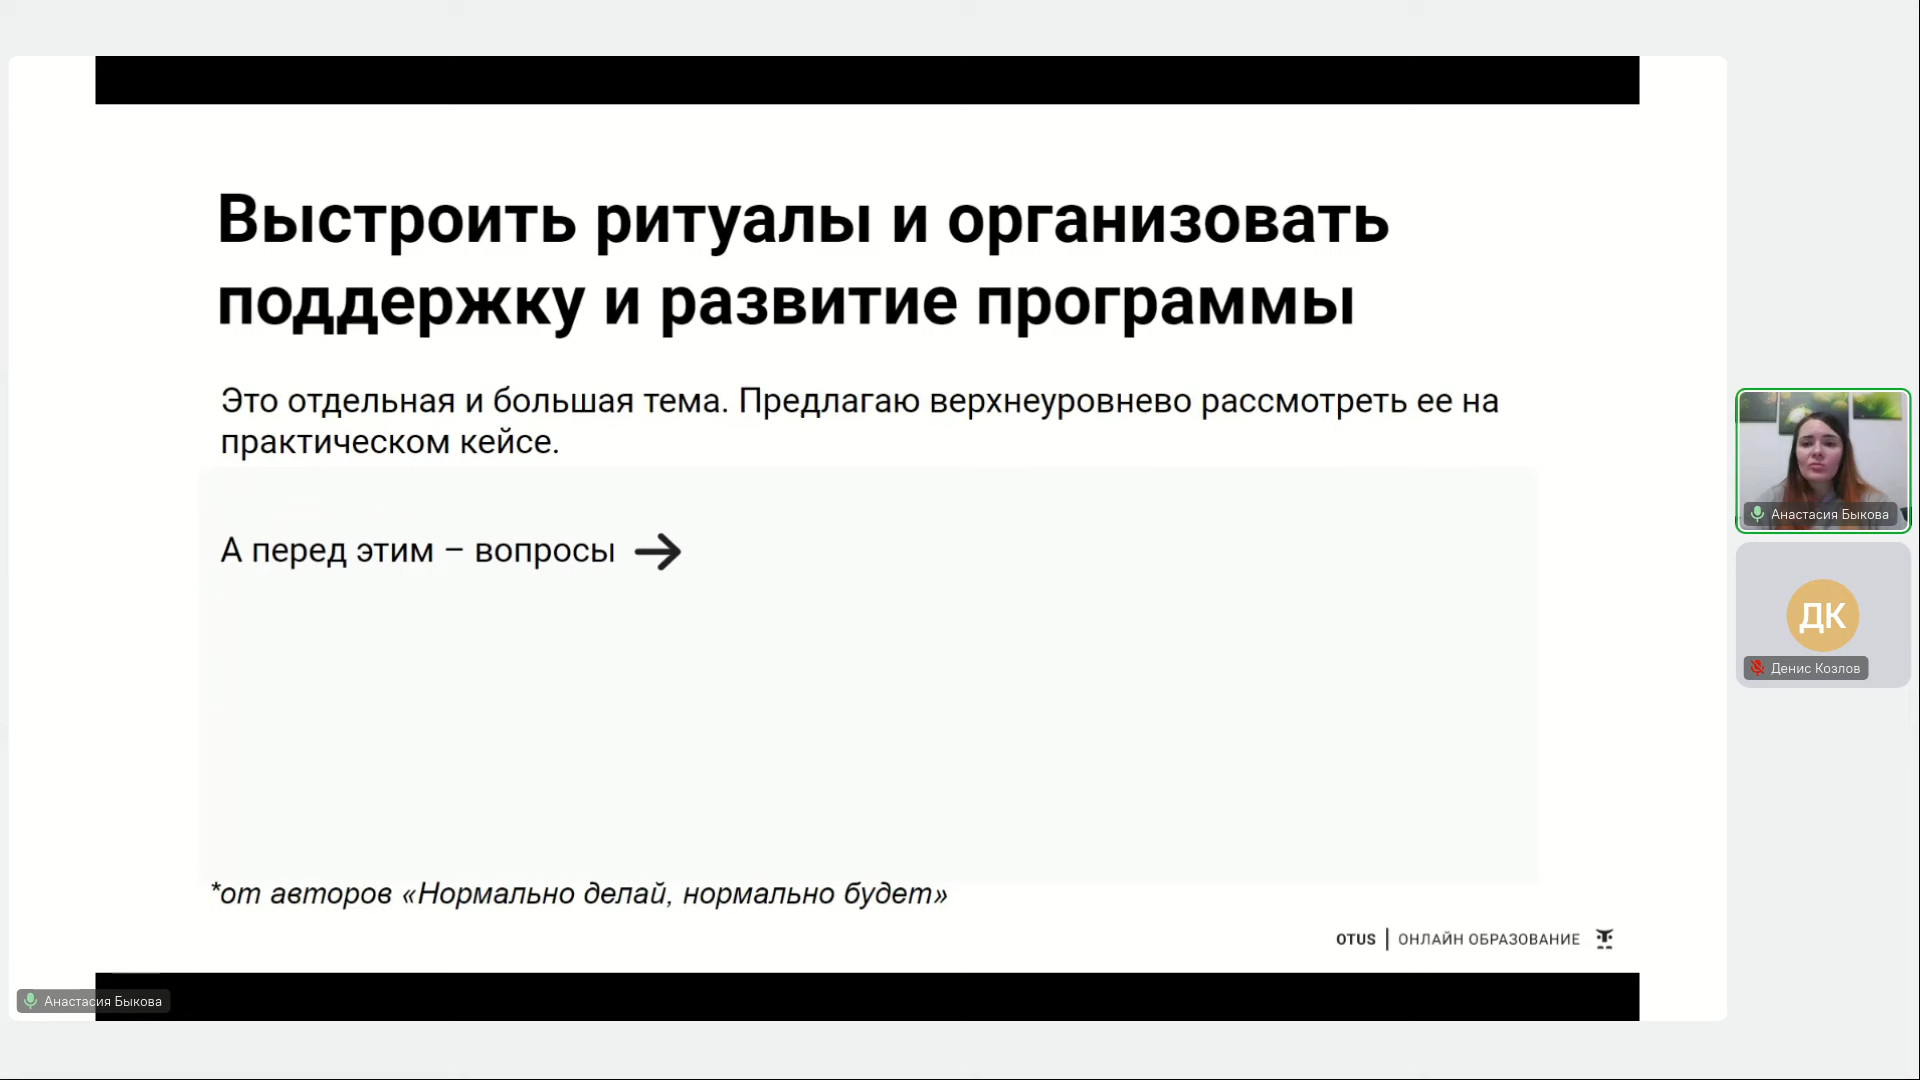 Выстроить ритуалы и организовать
поддержку и развитие программы
Это отдельная и большая тема. Предлагаю верхнеуровнево рассмотреть ее на
практическом кейсе.
А перед этим – вопросы →
*от авторов «Нормально делай, нормально будет»
OTUS | ОНЛАЙН ОБРАЗОВАНИЕ
Анастасия Быкова
Анастасия Быкова
ДК
Денис Козлов